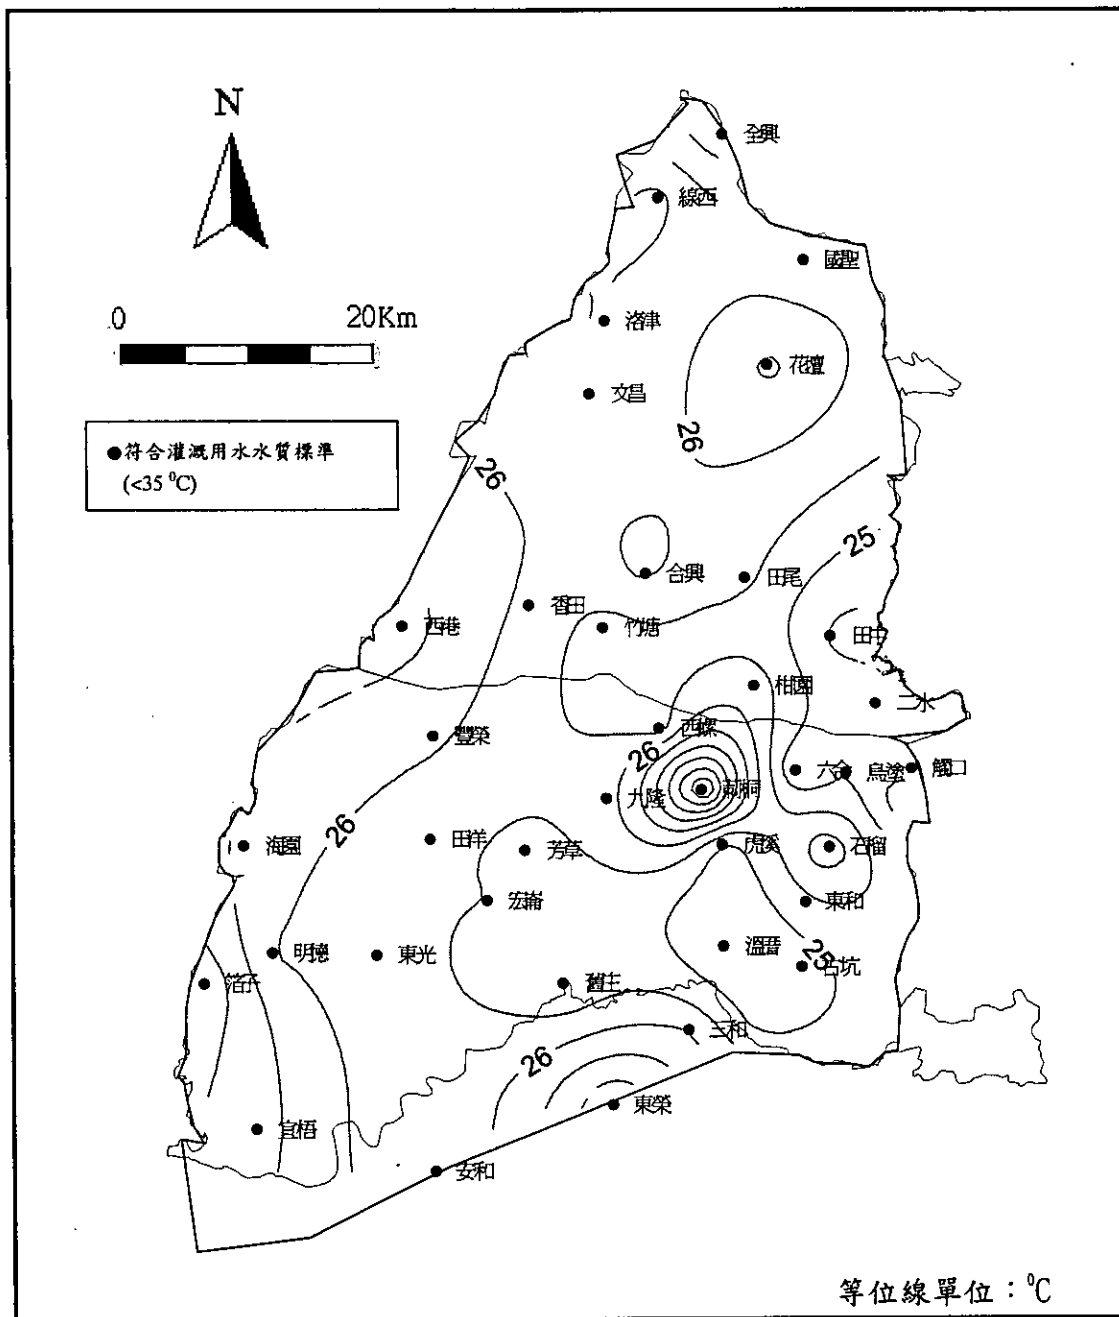 N
全興
線西
國聖
0 20Km
洛津
花壇
文昌
26
●符合灌溉用水水質標準
(<35 ⁰C)
26
25
合興
田尾
香田
西港
竹塘
田中
柑園
二水
西螺
豐榮
26
六合
烏塗
觸口
九隆
莿桐
26
海園
田洋
芳草
虎溪
石榴
宏崙
東和
明德
東光
溫厝
25
古坑
箔子
舊庄
三和
26
東榮
宜梧
安和
等位線單位：⁰C